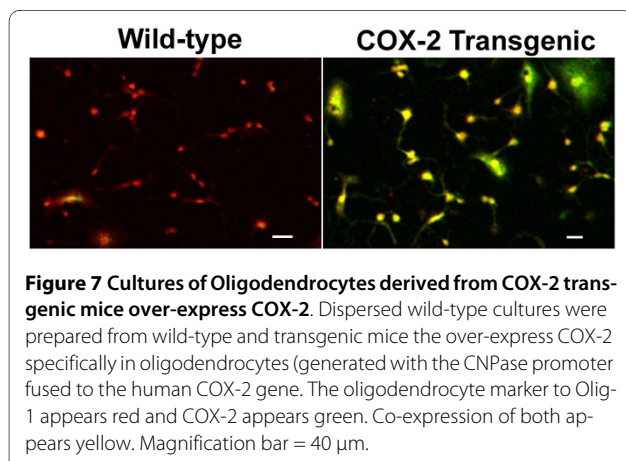 Wild-type
COX-2 Transgenic
Figure 7 Cultures of Oligodendrocytes derived from COX-2 trans-
genic mice over-express COX-2. Dispersed wild-type cultures were
prepared from wild-type and transgenic mice the over-express COX-2
specifically in oligodendrocytes (generated with the CNPase promoter
fused to the human COX-2 gene. The oligodendrocyte marker to Olig-
1 appears red and COX-2 appears green. Co-expression of both ap-
pears yellow. Magnification bar = 40 μm.